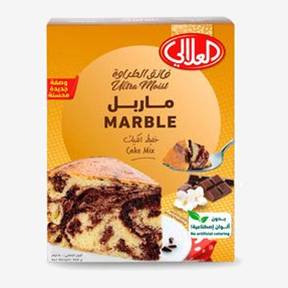 العلالي
وصفة
جديدة
محسنة
فائق الطراوة
Ultra Moist
ماربل
MARBLE
خليط الكيك
Cake Mix
بدون
ألوان إصطناعية!
No artificial coloring